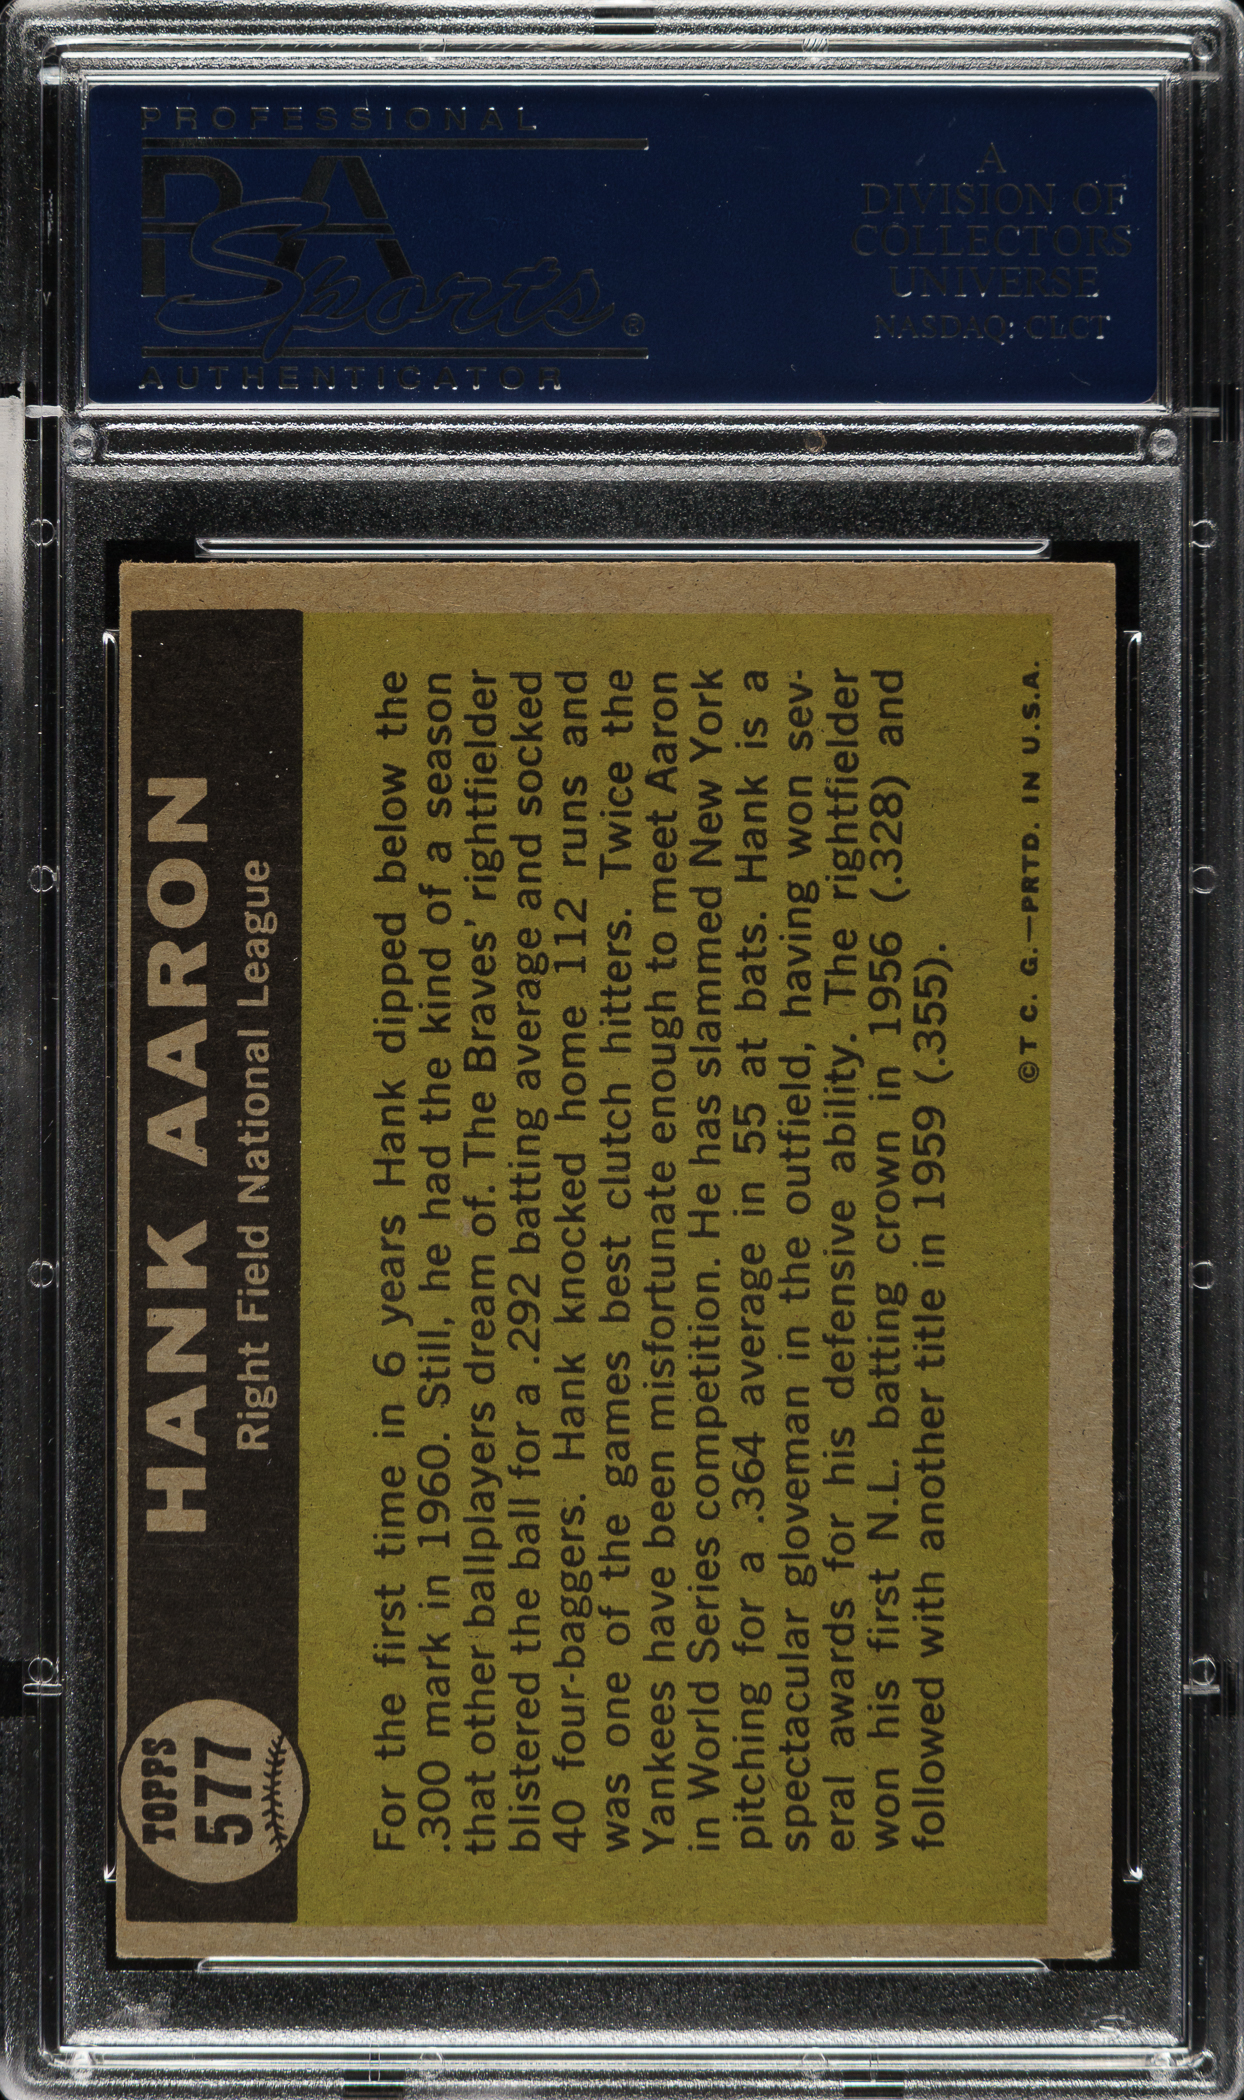 PROFESSIONAL
PSA
Sports®
AUTHENTICATOR
A
DIVISION OF
COLLECTORS
UNIVERSE
NASDAQ: CLCT
TOPPS
577
HANK AARON
Right Field National League
For the first time in 6 years Hank dipped below the
.300 mark in 1960. Still, he had the kind of a season
that other ballplayers dream of. The Braves' rightfielder
blistered the ball for a .292 batting average and socked
40 four-baggers. Hank knocked home 112 runs and
was one of the games best clutch hitters. Twice the
Yankees have been misfortunate enough to meet Aaron
in World Series competition. He has slammed New York
pitching for a .364 average in 55 at bats. Hank is a
spectacular gloveman in the outfield, having won sev-
eral awards for his defensive ability. The rightfielder
won his first N.L. batting crown in 1956 (.328) and
followed with another title in 1959 (.355).
©T C. G.—PRTD. IN U.S.A.